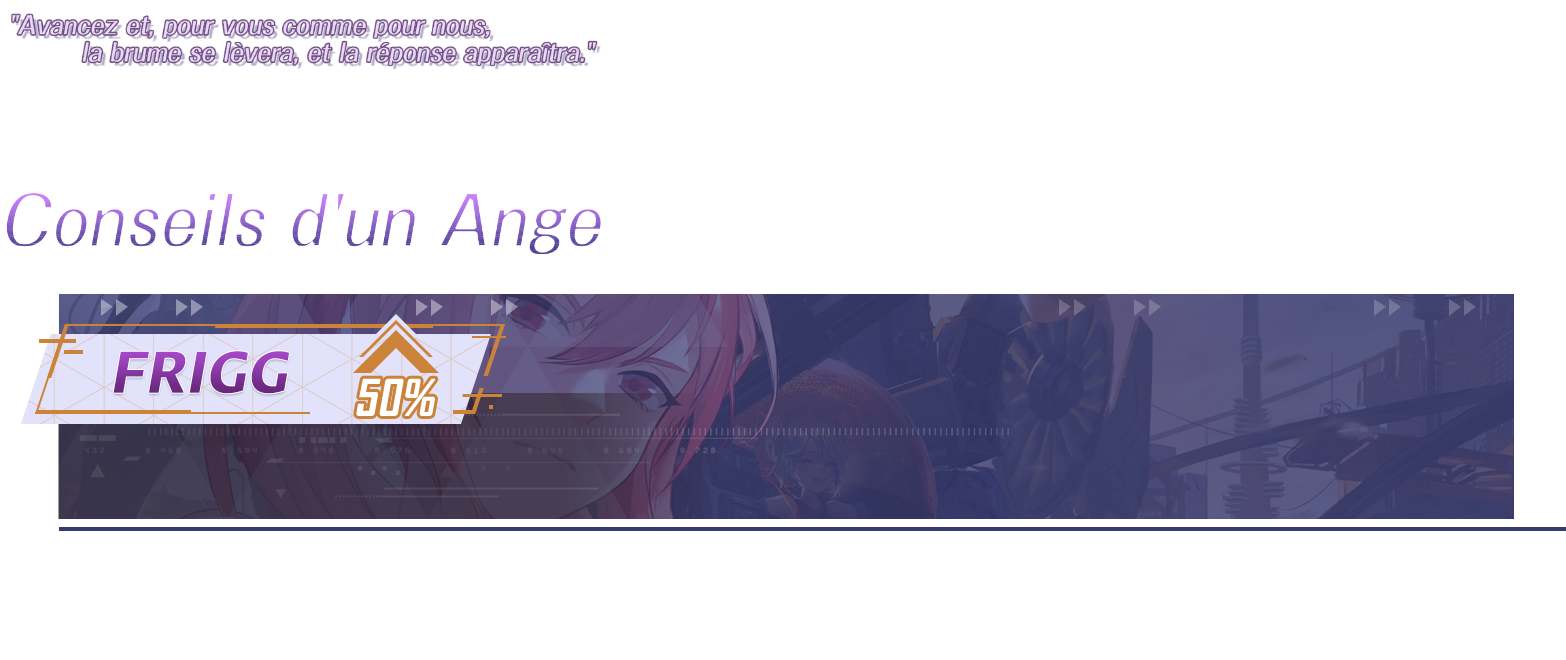 "Avancez et, pour vous comme pour nous,
la brume se lèvera, et la réponse apparaîtra."
Conseils d'un Ange
FRIGG
50%